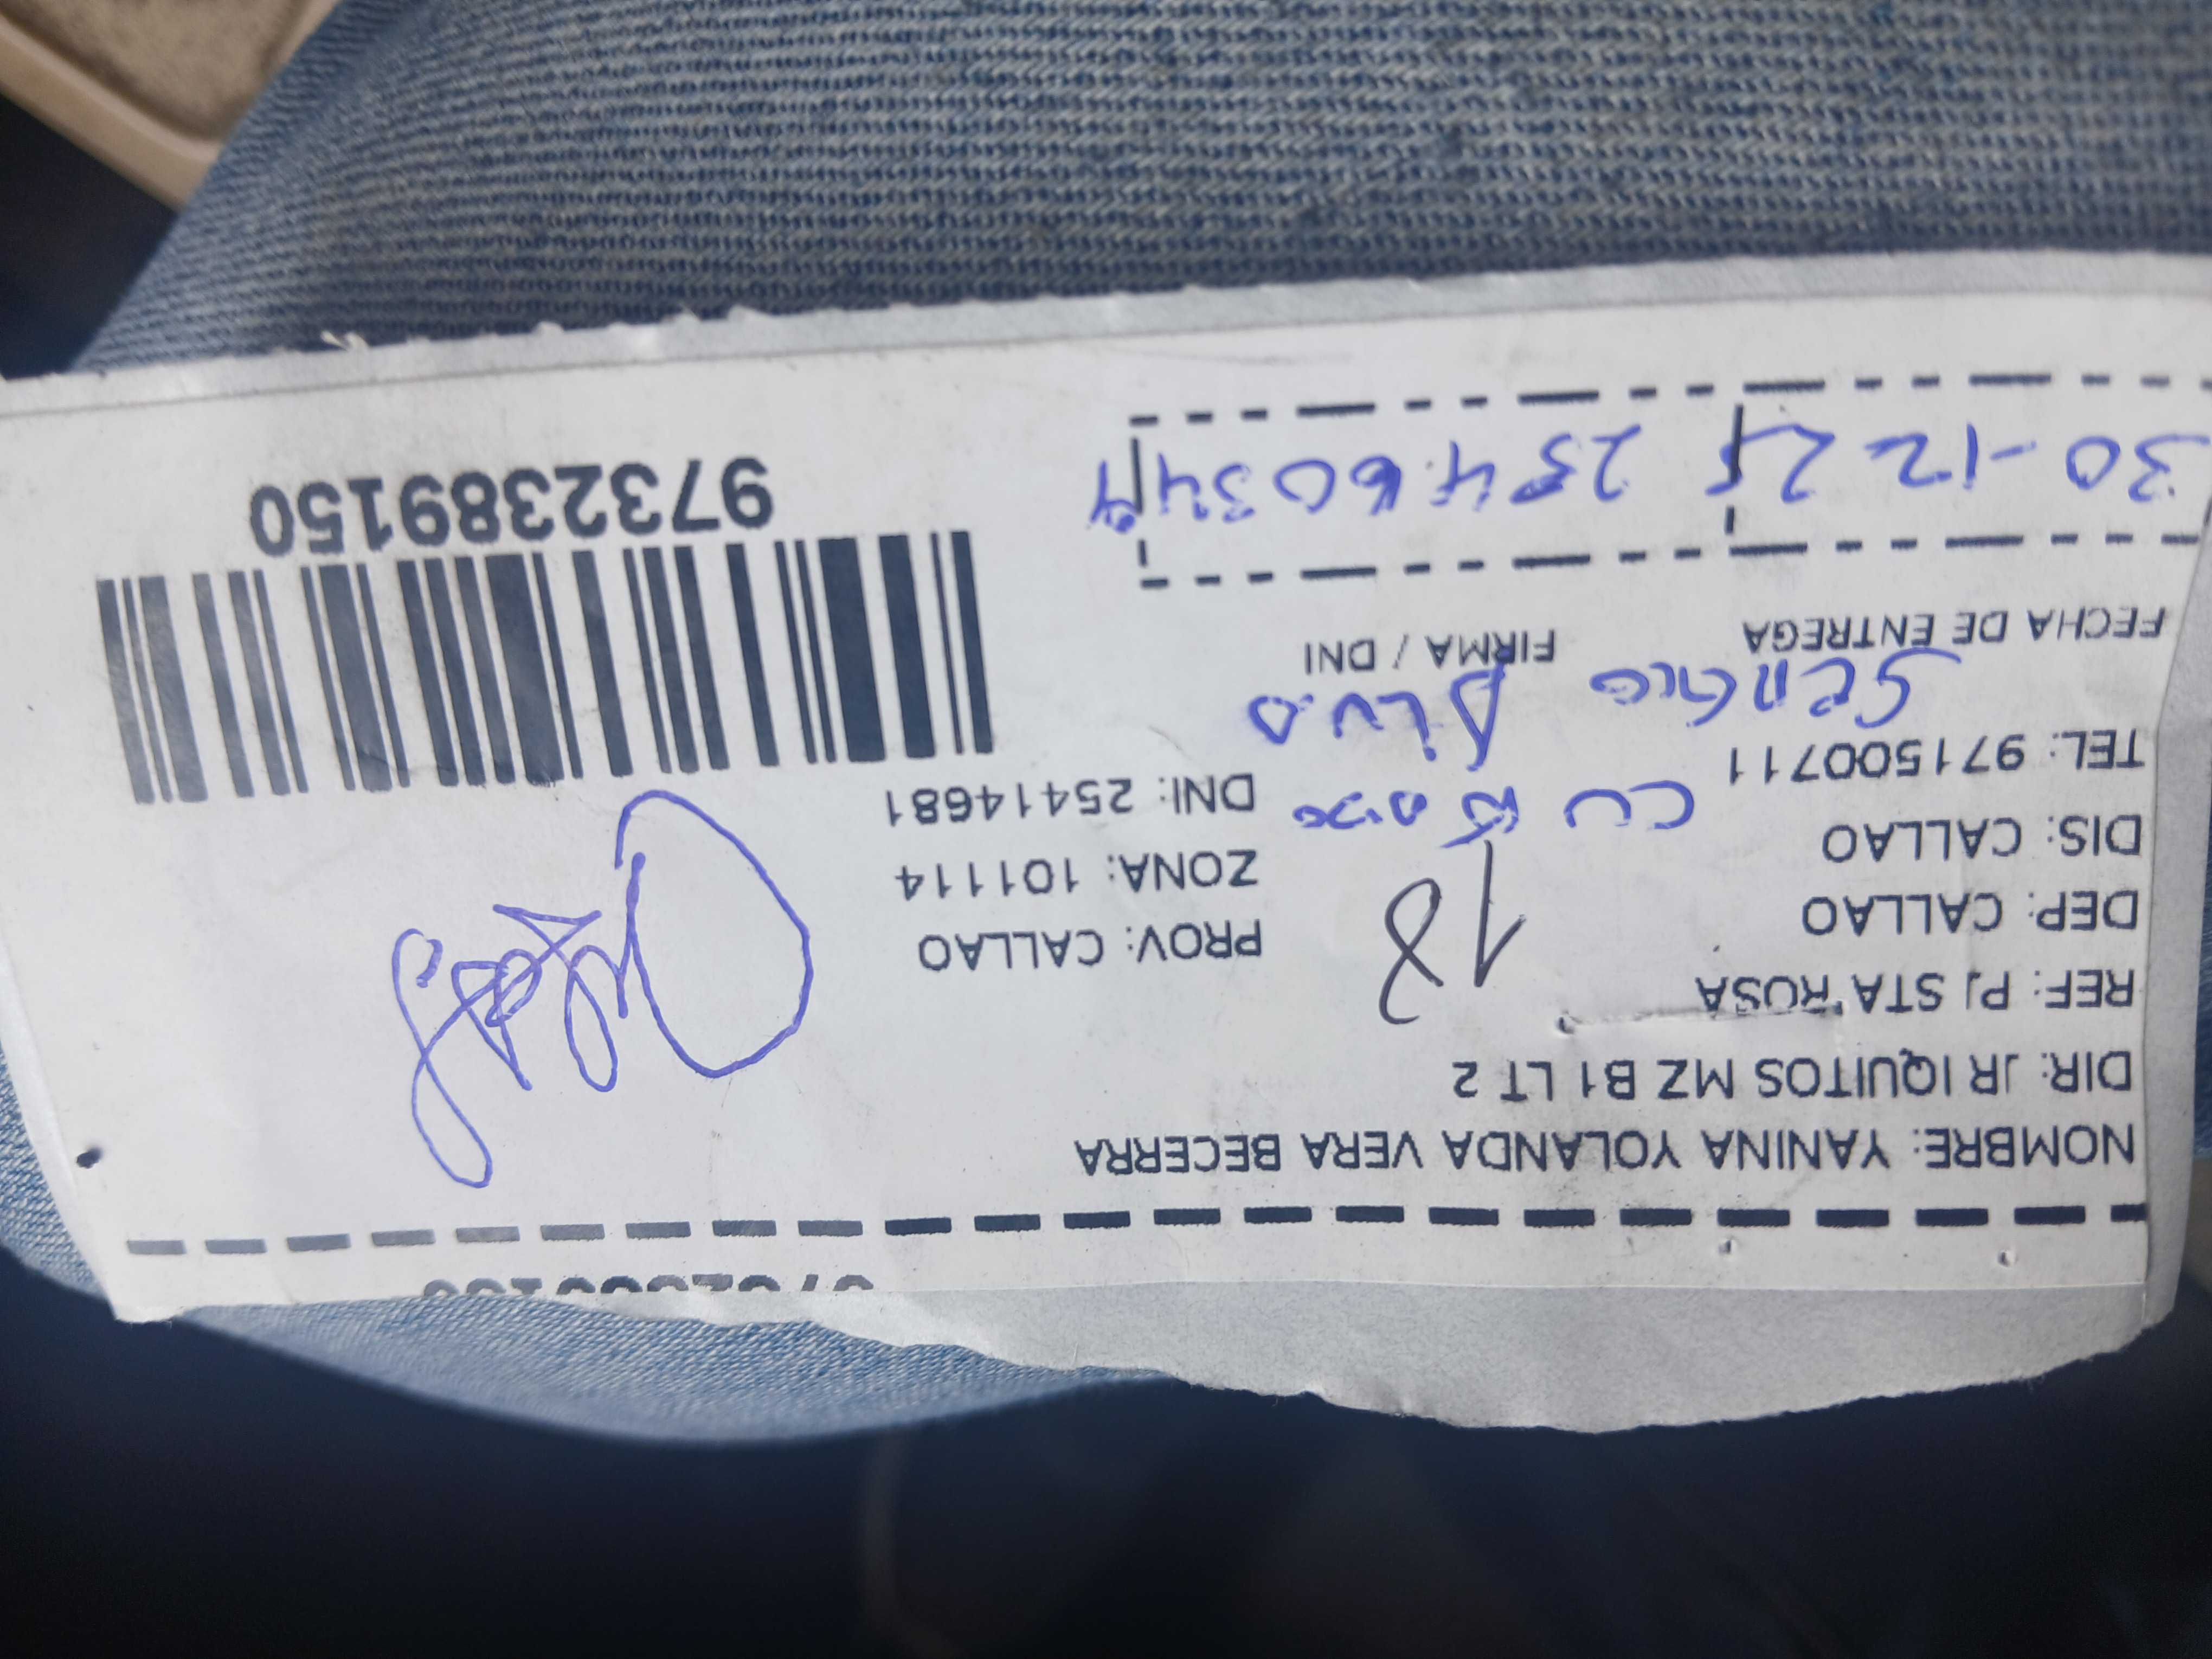 NOMBRE: YANINA YOLANDA VERA BECERRA
DIR: JR IQUITOS MZ B1 LT 2
REF: PJ STA ROSA
18
DEP: CALLAO PROV: CALLAO
DIS: CALLAO ZONA: 101114
TEL: 971500711 DNI: 25414681
FECHA DE ENTREGA FIRMA / DNI
30-12 25
9732389150